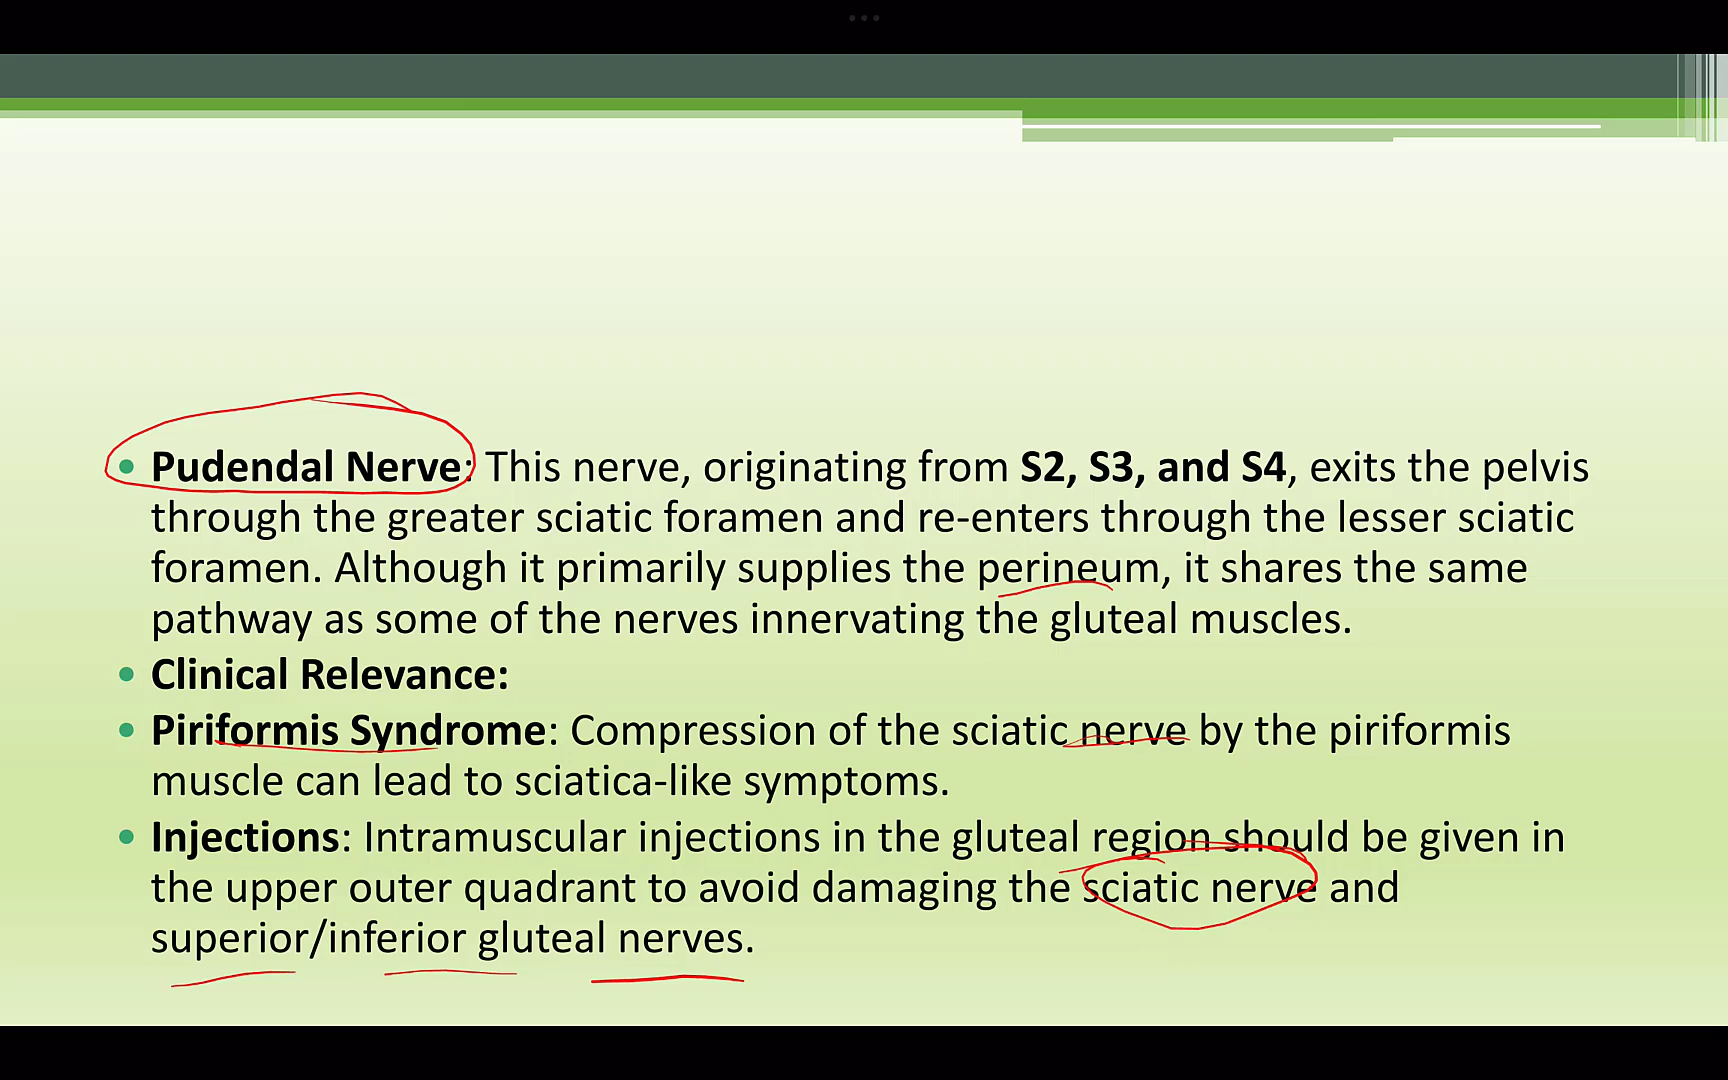 • Pudendal Nerve: This nerve, originating from S2, S3, and S4, exits the pelvis
through the greater sciatic foramen and re-enters through the lesser sciatic
foramen. Although it primarily supplies the perineum, it shares the same
pathway as some of the nerves innervating the gluteal muscles.
• Clinical Relevance:
• Piriformis Syndrome: Compression of the sciatic nerve by the piriformis
muscle can lead to sciatica-like symptoms.
• Injections: Intramuscular injections in the gluteal region should be given in
the upper outer quadrant to avoid damaging the sciatic nerve and
superior/inferior gluteal nerves.